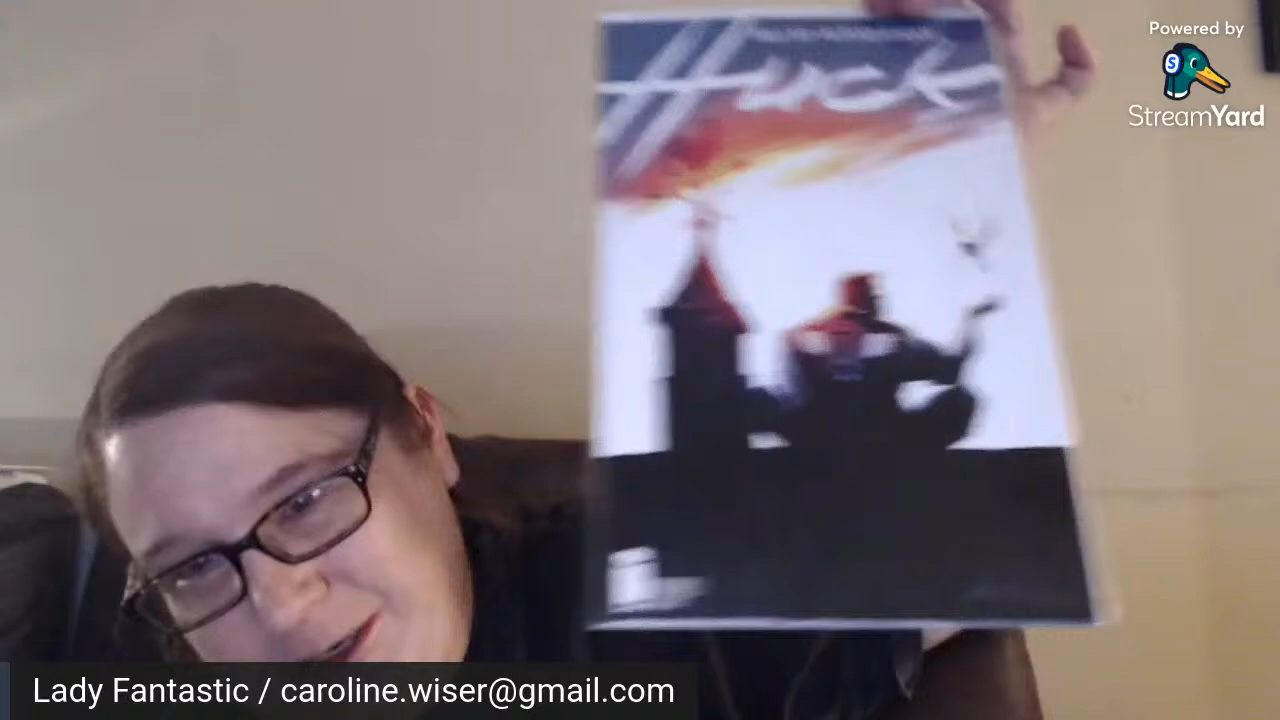 Powered by
S
StreamYard
Huck
i
Lady Fantastic / caroline.wiser@gmail.com